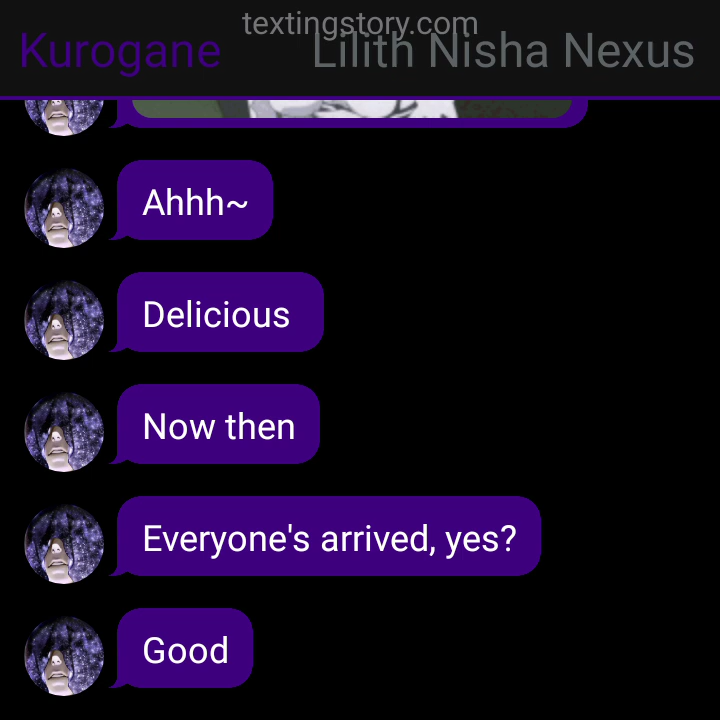 textingstory.com
Kurogane Lilith Nisha Nexus
Ahhh~
Delicious
Now then
Everyone's arrived, yes?
Good